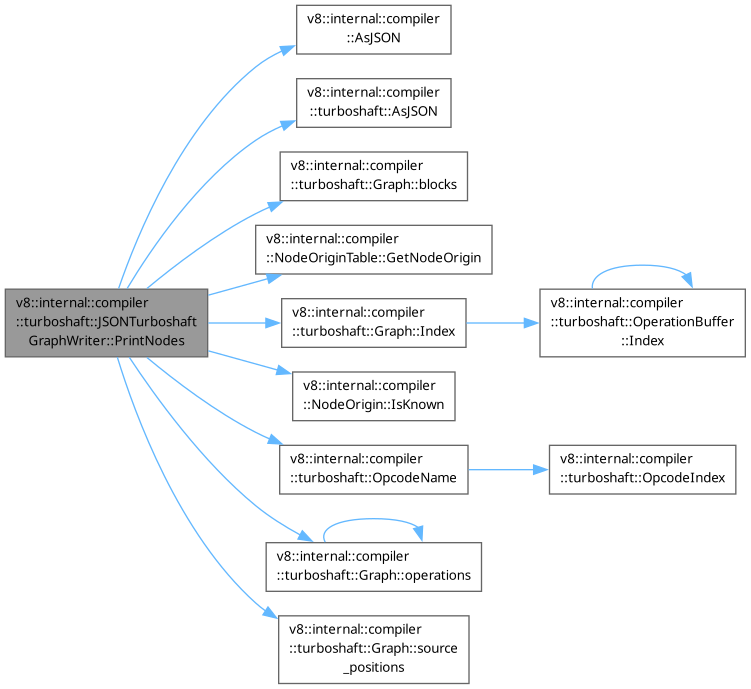 v8::internal::compiler
::AsJSON
v8::internal::compiler
::turboshaft::AsJSON
v8::internal::compiler
::turboshaft::Graph::blocks
v8::internal::compiler
::NodeOriginTable::GetNodeOrigin
v8::internal::compiler
::turboshaft::JSONTurboshaft
GraphWriter::PrintNodes
v8::internal::compiler
::turboshaft::Graph::Index
v8::internal::compiler
::turboshaft::OperationBuffer
::Index
v8::internal::compiler
::NodeOrigin::IsKnown
v8::internal::compiler
::turboshaft::OpcodeName
v8::internal::compiler
::turboshaft::OpcodeIndex
v8::internal::compiler
::turboshaft::Graph::operations
v8::internal::compiler
::turboshaft::Graph::source
_positions